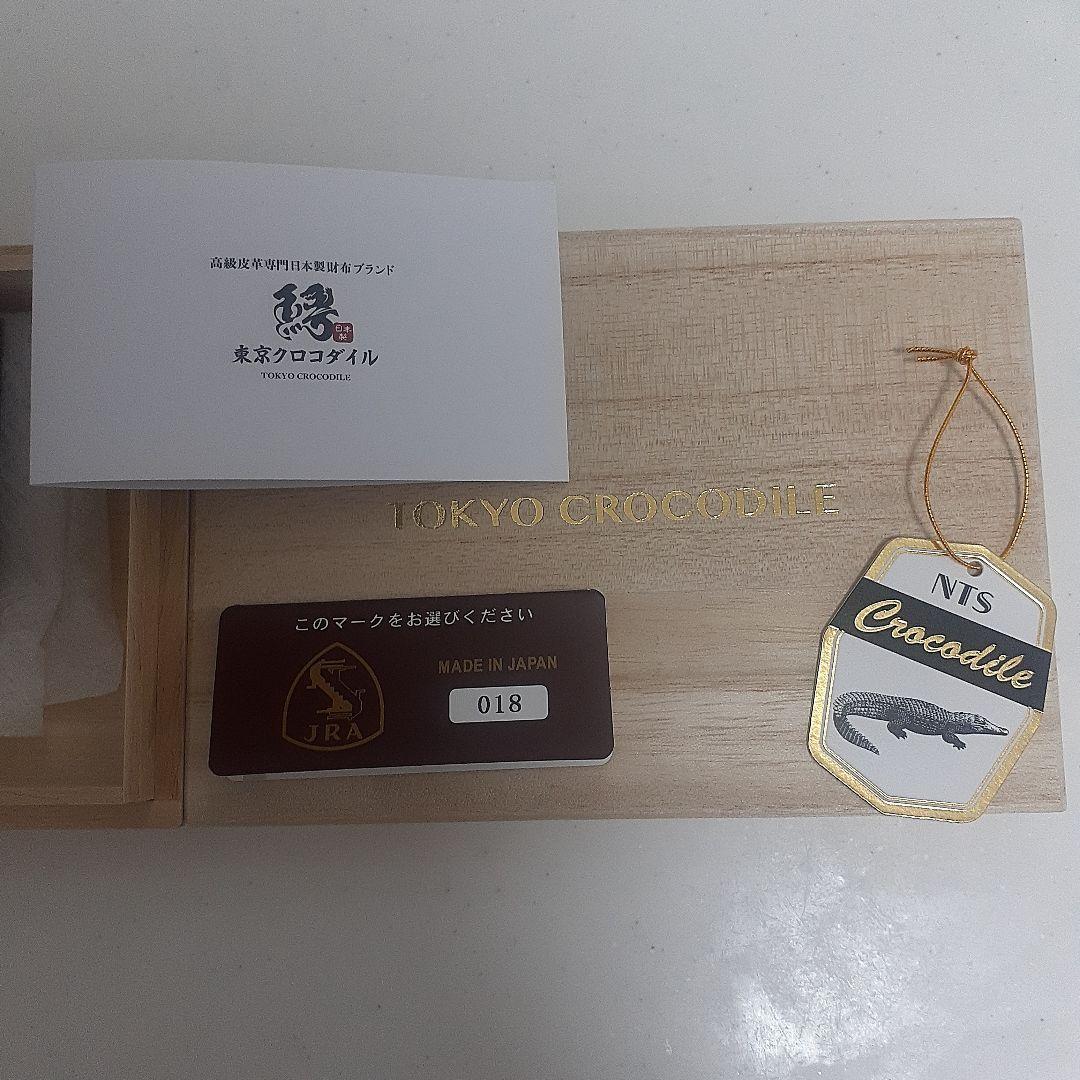 高級皮革専門日本製財布ブランド
縁
日本製
東京クロコダイル
TOKYO CROCODILE
TOKYO CROCODILE
このマークをお選びください
JRA
MADE IN JAPAN
018
NTS
Crocodile